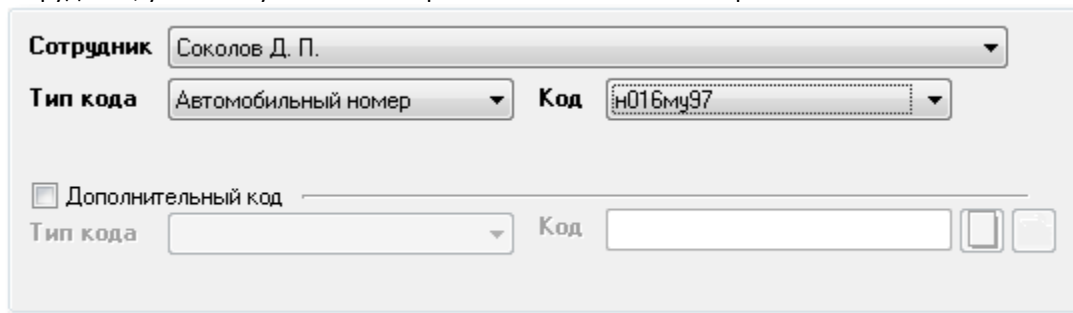 Сотрудник Соколов Д. П.
Тип кода Автомобильный номер Код н016му97
Дополнительный код
Тип кода Код